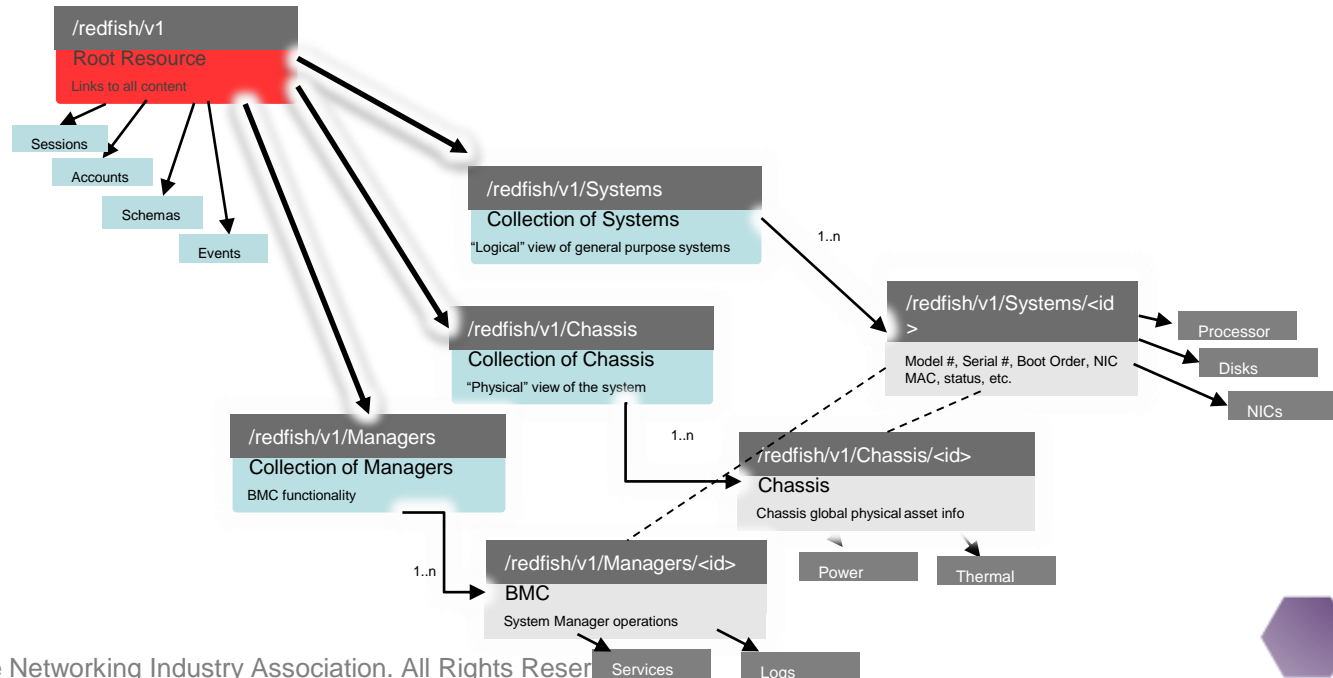 /redfish/v1
Root Resource
Links to all content
Sessions
Accounts
Schemas
Events
/redfish/v1/Systems
Collection of Systems
“Logical” view of general purpose systems
1..n
/redfish/v1/Systems/<id
>
Model #, Serial #, Boot Order, NIC
MAC, status, etc.
Processor
Disks
NICs
/redfish/v1/Chassis
Collection of Chassis
“Physical” view of the system
1..n
/redfish/v1/Chassis/<id>
Chassis
Chassis global physical asset info
Power
Thermal
/redfish/v1/Managers
Collection of Managers
BMC functionality
1..n
/redfish/v1/Managers/<id>
BMC
System Manager operations
Services
Logs
Networking Industry Association. All Rights Reser